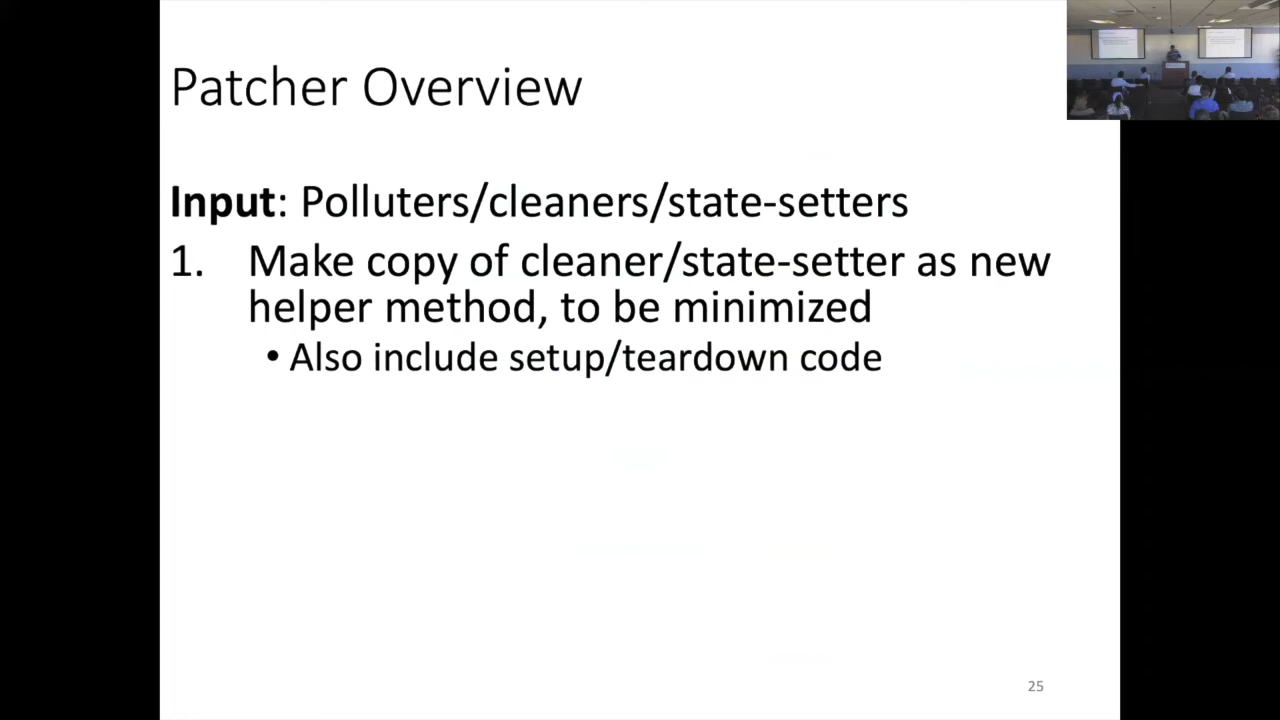 Patcher Overview
Input: Polluters/cleaners/state-setters
1. Make copy of cleaner/state-setter as new
helper method, to be minimized
• Also include setup/teardown code
25